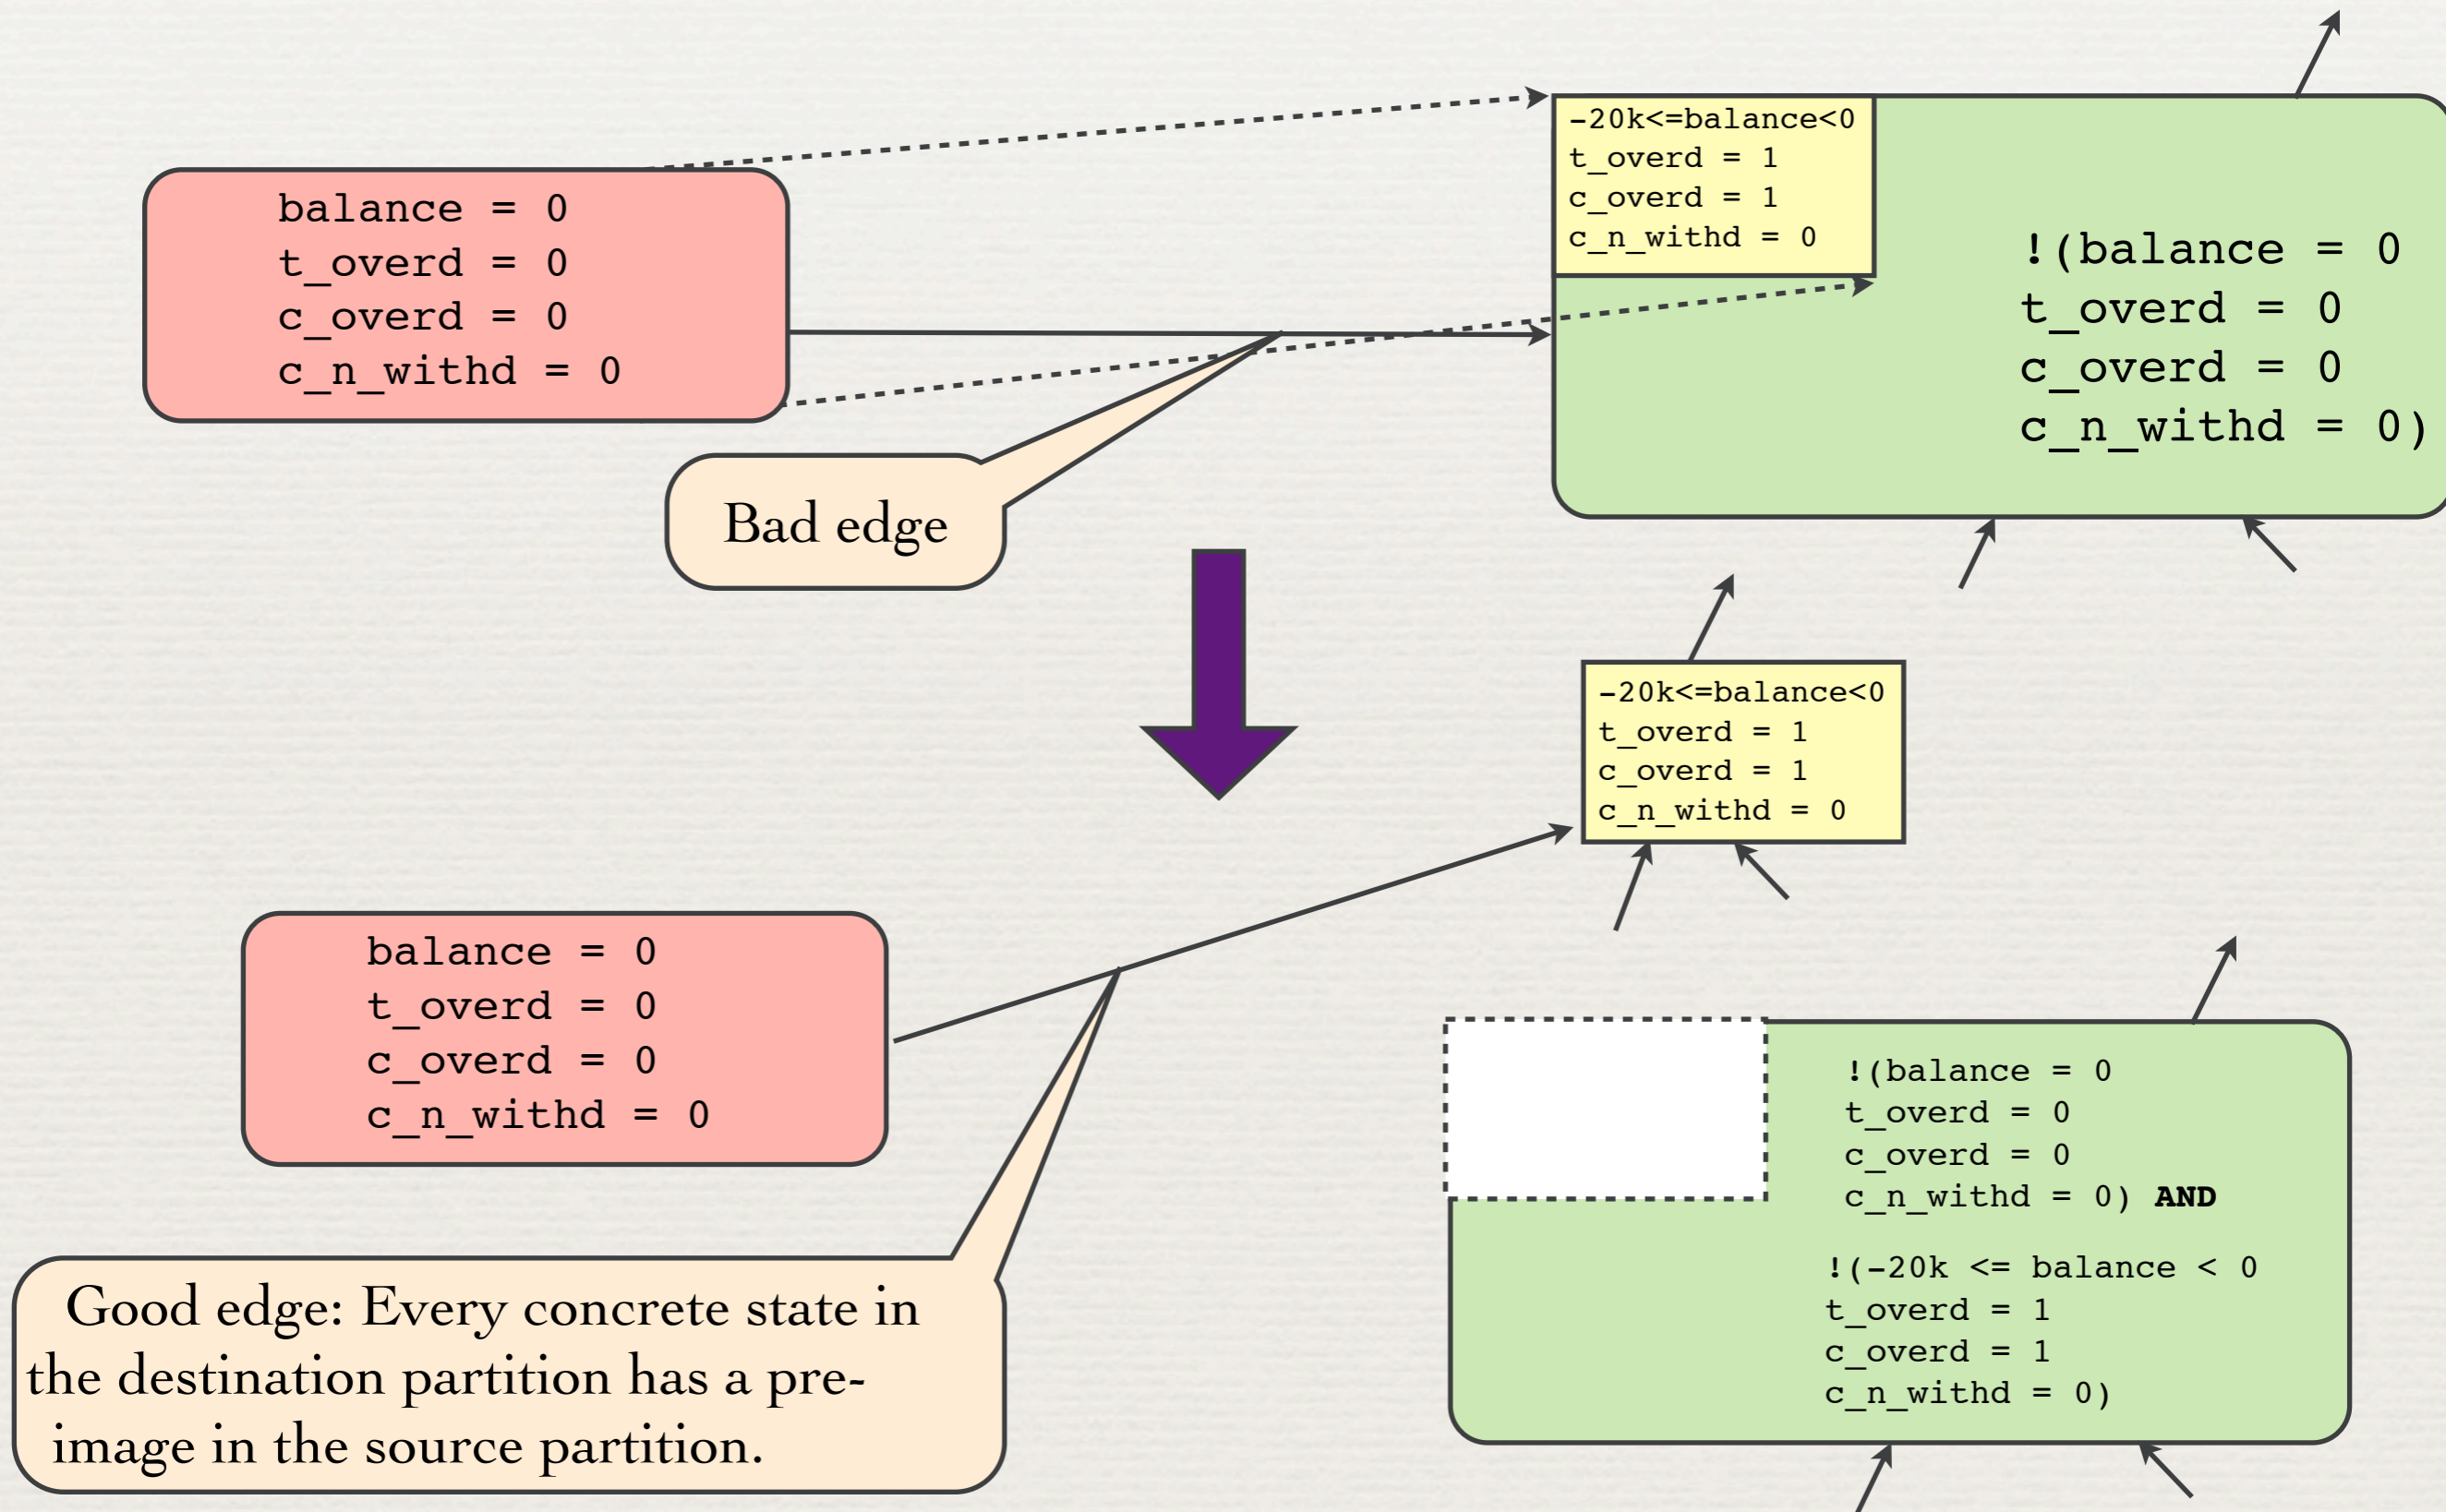 balance = 0
t_overd = 0
c_overd = 0
c_n_withd = 0
-20k<=balance<0
t_overd = 1
c_overd = 1
c_n_withd = 0
!(balance = 0
t_overd = 0
c_overd = 0
c_n_withd = 0)
Bad edge
-20k<=balance<0
t_overd = 1
c_overd = 1
c_n_withd = 0
balance = 0
t_overd = 0
c_overd = 0
c_n_withd = 0
!(balance = 0
t_overd = 0
c_overd = 0
c_n_withd = 0) AND
!(-20k <= balance < 0
t_overd = 1
c_overd = 1
c_n_withd = 0)
Good edge: Every concrete state in
the destination partition has a pre-
image in the source partition.